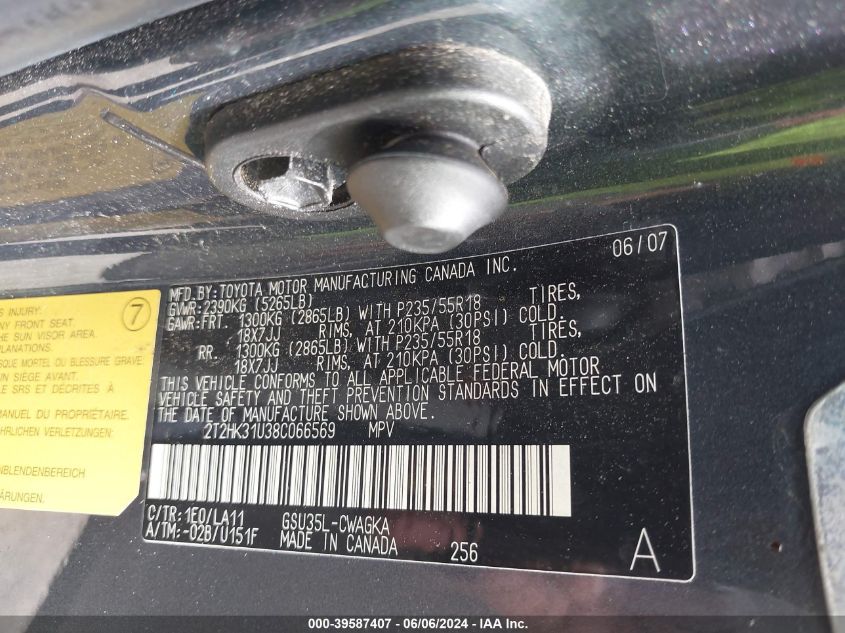 06/07
MFD.BY:TOYOTA MOTOR MANUFACTURING CANADA INC.
GVWR:2390KG (5265LB)
GAWR:FRT. 1300KG (2865LB) WITH P235/55R18 TIRES,
18X7JJ RIMS, AT 210KPA (30PSI) COLD.
RR. 1300KG (2865LB) WITH P235/55R18 TIRES,
18X7JJ RIMS, AT 210KPA (30PSI) COLD.
THIS VEHICLE CONFORMS TO ALL APPLICABLE FEDERAL MOTOR
VEHICLE SAFETY AND THEFT PREVENTION STANDARDS IN EFFECT ON
THE DATE OF MANUFACTURE SHOWN ABOVE.
2T2HK31U38C066569 MPV
C/TR: 1E0/LA11 GSU35L-CWAGKA
A/TM: -02B/U151F MADE IN CANADA 256 A
7
INJURY:
FRONT SEAT.
SUN VISOR AREA
MORTEL OU BLESSURE GRAVE
SIÈGE AVANT.
SRS ET DÉCRITES À
MANUEL DU PROPRIÉTAIRE.
VERLETZUNGEN.
000-39587407 - 06/06/2024 - IAA Inc.